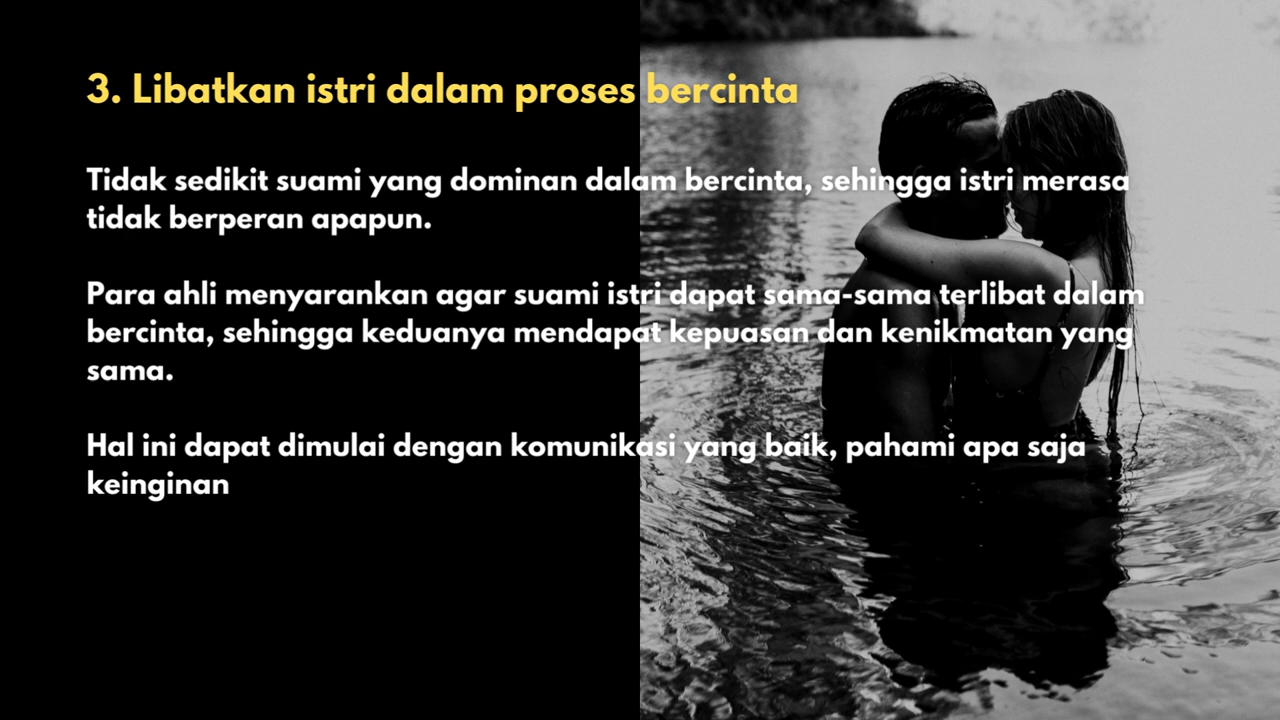 3. Libatkan istri dalam proses bercinta
Tidak sedikit suami yang dominan dalam bercinta, sehingga istri merasa
tidak berperan apapun.
Para ahli menyarankan agar suami istri dapat sama-sama terlibat dalam
bercinta, sehingga keduanya mendapat kepuasan dan kenikmatan yang
sama.
Hal ini dapat dimulai dengan komunikasi yang baik, pahami apa saja
keinginan